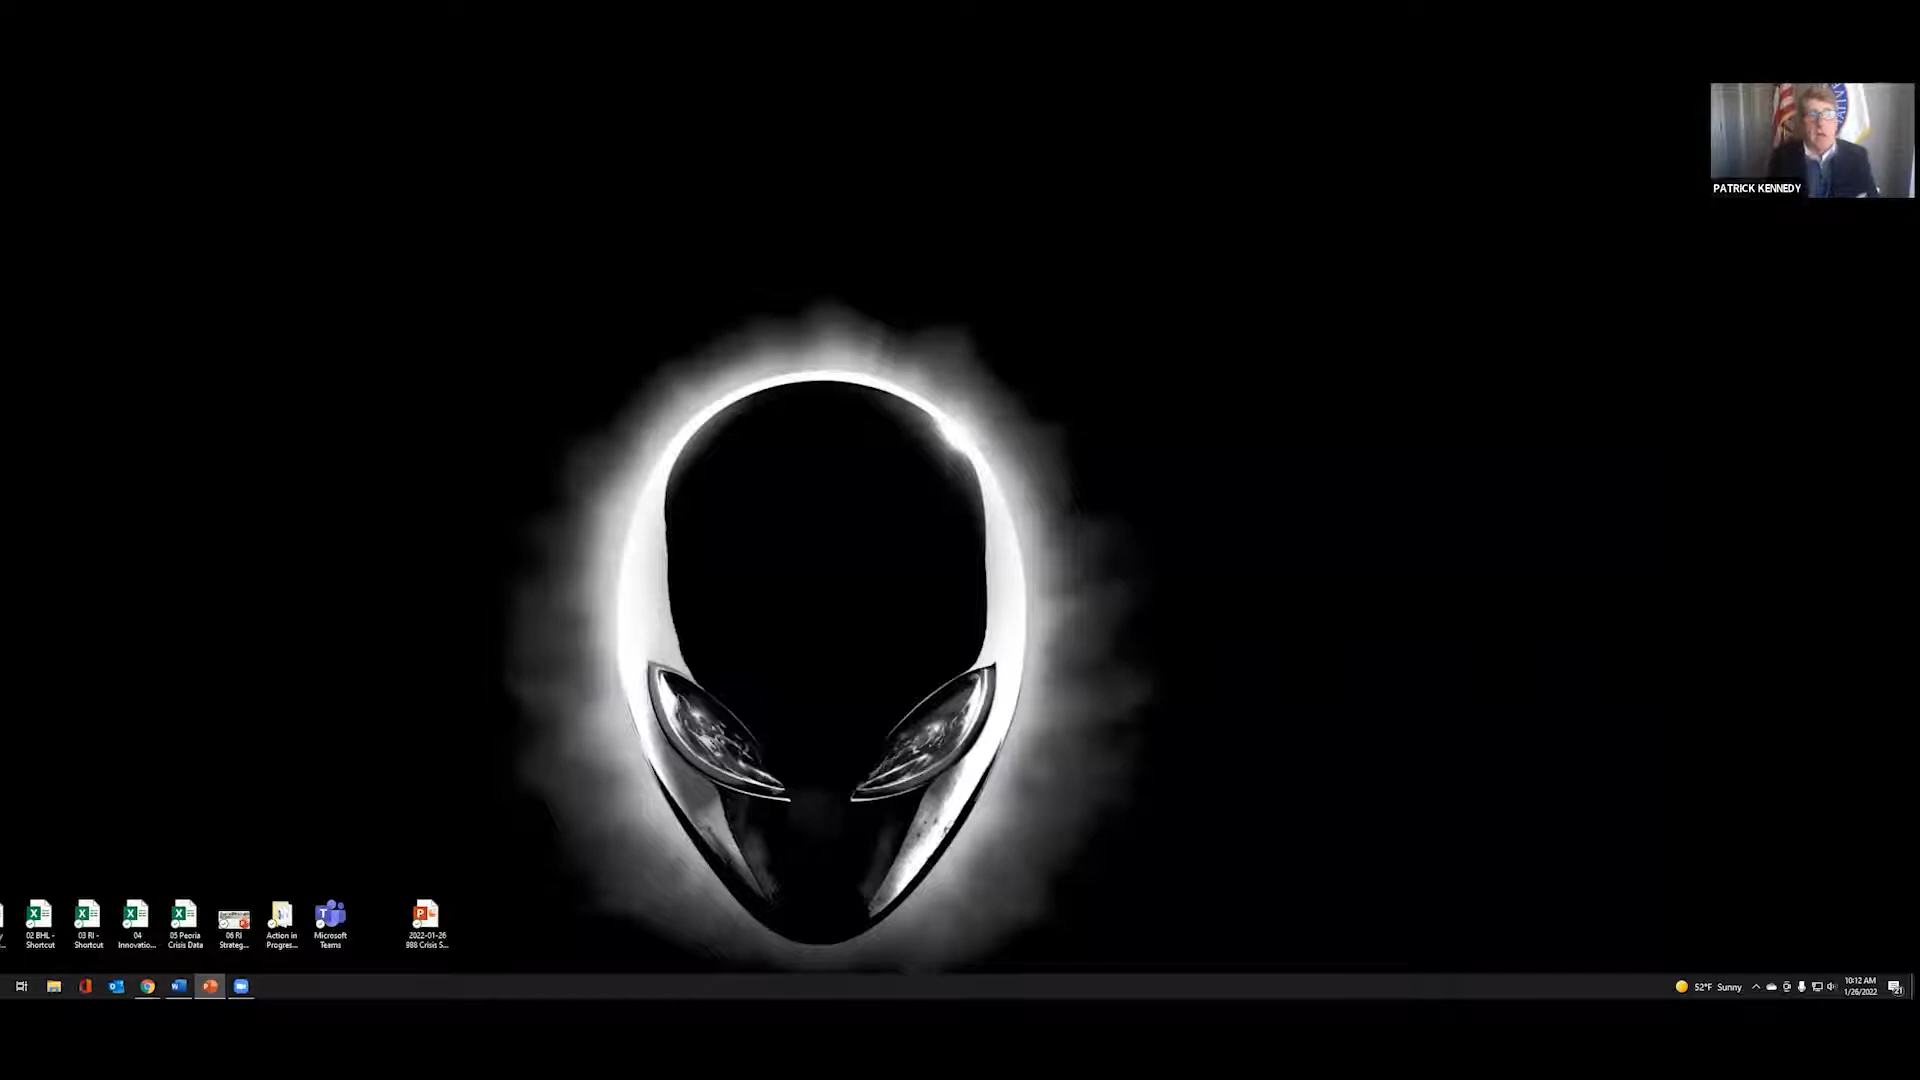 PATRICK KENNEDY
02 BHL -
Shortcut
03 RI -
Shortcut
04
Innovatio...
05 Peoria
Crisis Data
06 RI
Strateg...
Action in
Progres...
Microsoft
Teams
2022-01-26
988 Crisis S...
52°F Sunny
10:12 AM
1/26/2022
21